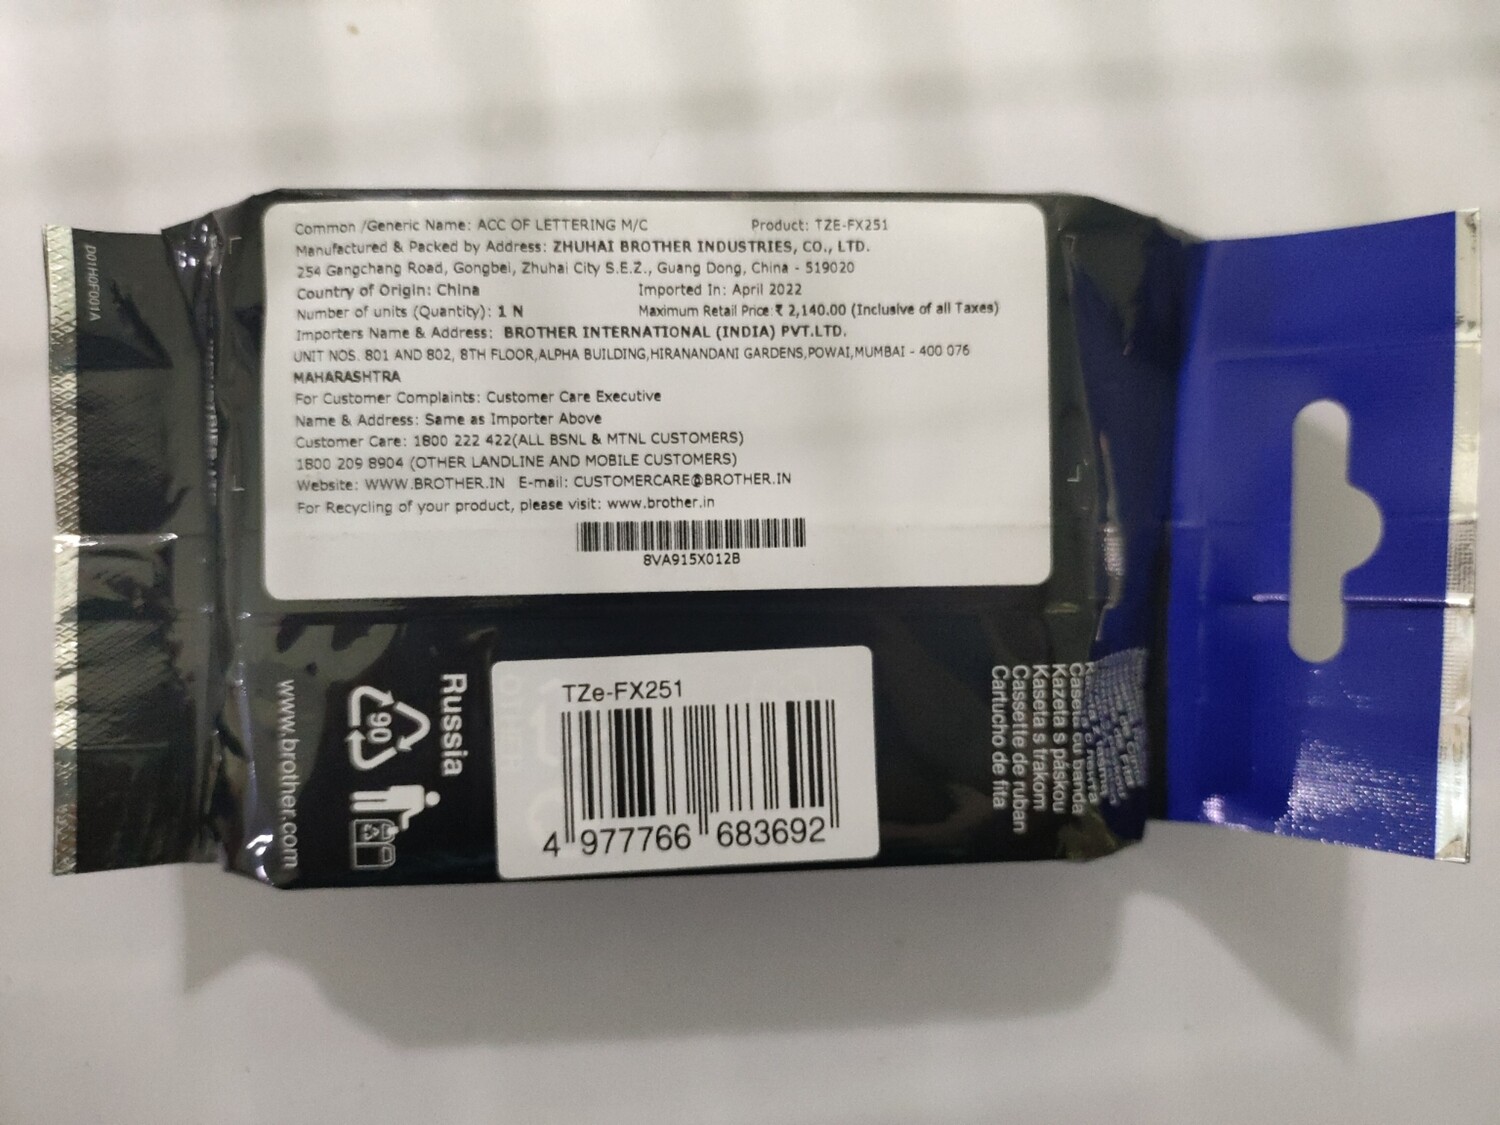 Common /Generic Name: ACC OF LETTERING M/C Product: TZE-FX251
Manufactured & Packed by Address: ZHUHAI BROTHER INDUSTRIES, CO., LTD.
254 Gangchang Road, Gongbei, Zhuhai City S.E.Z., Guang Dong, China - 519020
Country of Origin: China Imported In: April 2022
Number of units (Quantity): 1 N Maximum Retail Price:₹ 2,140.00 (Inclusive of all Taxes)
Importers Name & Address: BROTHER INTERNATIONAL (INDIA) PVT.LTD.
UNIT NOS. 801 AND 802, 8TH FLOOR,ALPHA BUILDING,HIRANANDANI GARDENS,POWAI,MUMBAI - 400 076
MAHARASHTRA
For Customer Complaints: Customer Care Executive
Name & Address: Same as Importer Above
Customer Care: 1800 222 422(ALL BSNL & MTNL CUSTOMERS)
1800 209 8904 (OTHER LANDLINE AND MOBILE CUSTOMERS)
Website: WWW.BROTHER.IN E-mail: CUSTOMERCARE@BROTHER.IN
For Recycling of your product, please visit: www.brother.in
8VA915X012B
D01H0F001A
TZe-FX251
4 977766 683692
Russia
90
www.brother.com
Casetă cu bandă
Kazeta s páskou
Kaseta s trakom
Cassette de ruban
Cartucho de fita